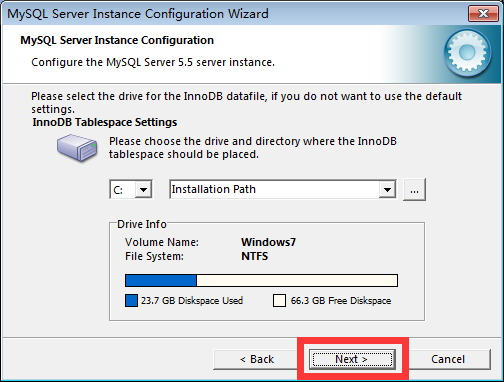 MySQL Server Instance Configuration Wizard
MySQL Server Instance Configuration
Configure the MySQL Server 5.5 server instance.
Please select the drive for the InnoDB datafile, if you do not want to use the default
settings.
InnoDB Tablespace Settings
Please choose the drive and directory where the InnoDB
tablespace should be placed.
C: Installation Path ...
Drive Info
Volume Name: Windows7
File System: NTFS
23.7 GB Diskspace Used 66.3 GB Free Diskspace
< Back Next > Cancel